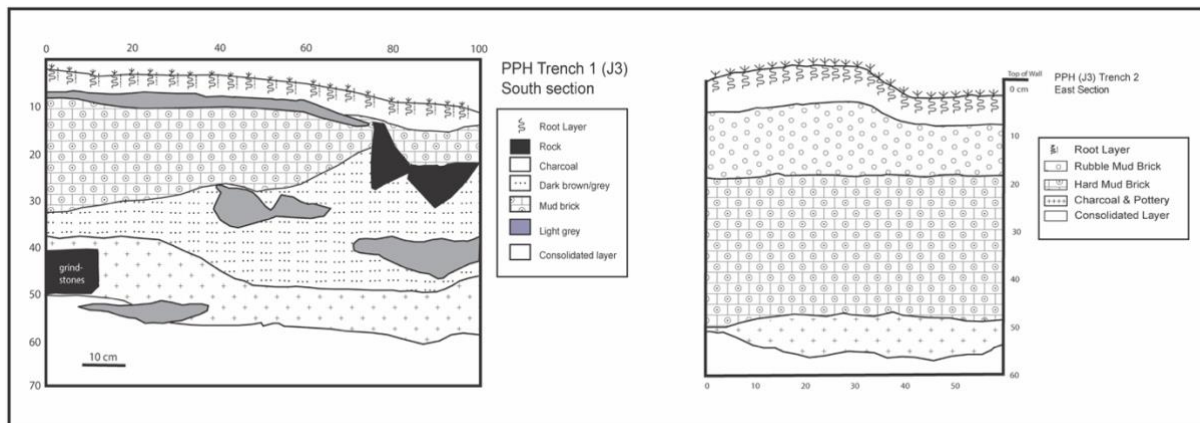 0 20 40 60 80 100
10
20
30
40
50
60
70
grind-
stones
10 cm
PPH Trench 1 (J3)
South section
Root Layer
Rock
Charcoal
Dark brown/grey
Mud brick
Light grey
Consolidated layer
Top of Wall
0 cm
10
20
30
40
50
60
0 10 20 30 40 50
PPH (J3) Trench 2
East Section
Root Layer
Rubble Mud Brick
Hard Mud Brick
Charcoal & Pottery
Consolidated Layer